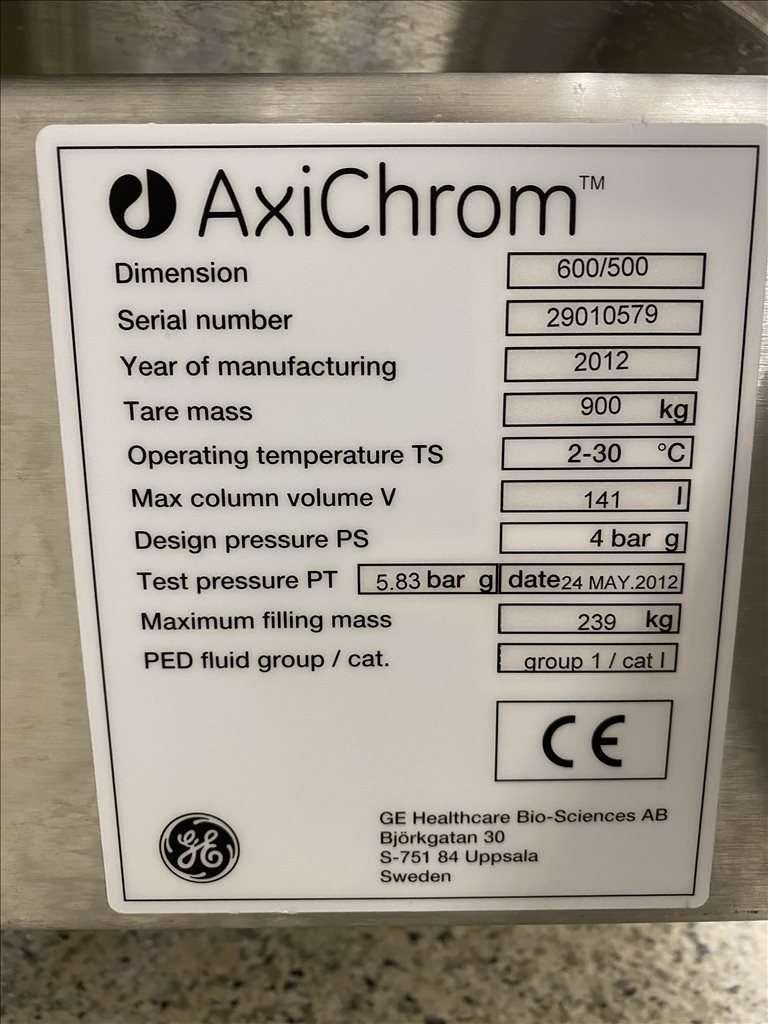 AxiChrom™
Dimension 600/500
Serial number 29010579
Year of manufacturing 2012
Tare mass 900 kg
Operating temperature TS 2-30 °C
Max column volume V 141 l
Design pressure PS 4 bar g
Test pressure PT 5.83 bar g date 24 MAY.2012
Maximum filling mass 239 kg
PED fluid group / cat. group 1 / cat I
CE
GE Healthcare Bio-Sciences AB
Björkgatan 30
S-751 84 Uppsala
Sweden
GE